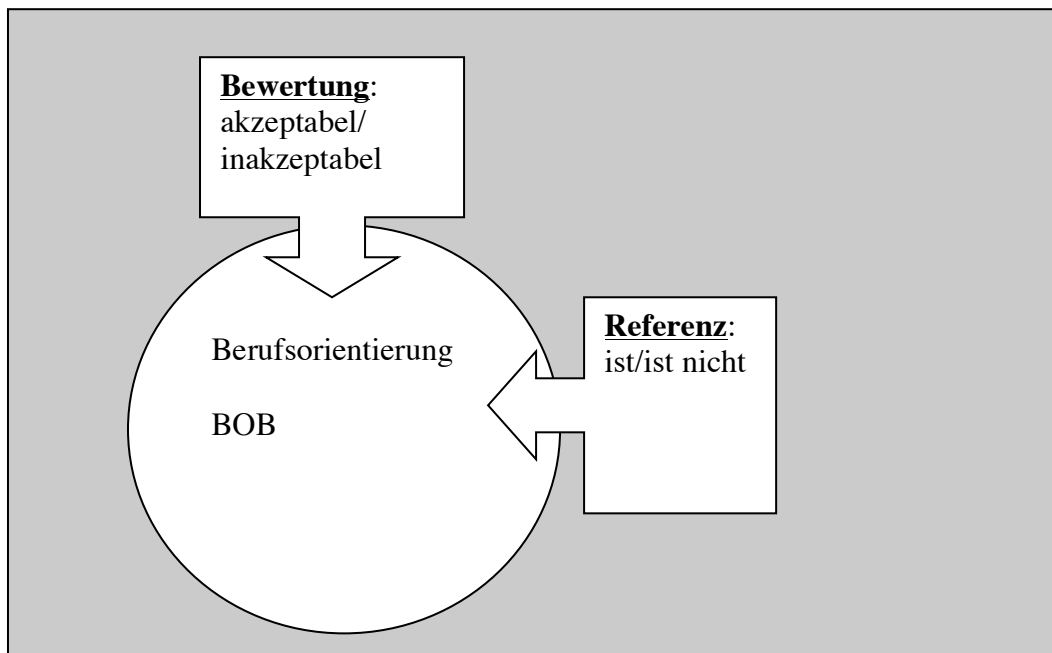 Bewertung:
akzeptabel/
inakzeptabel
Berufsorientierung
BOB
Referenz:
ist/ist nicht